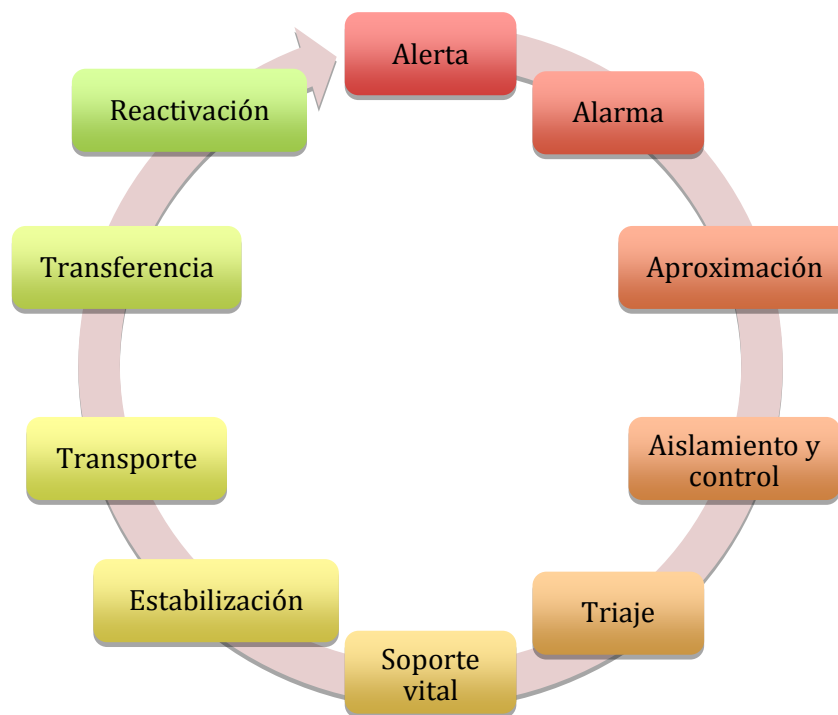 Alerta
Alarma
Aproximación
Aislamiento y
control
Triaje
Soporte
vital
Estabilización
Transporte
Transferencia
Reactivación